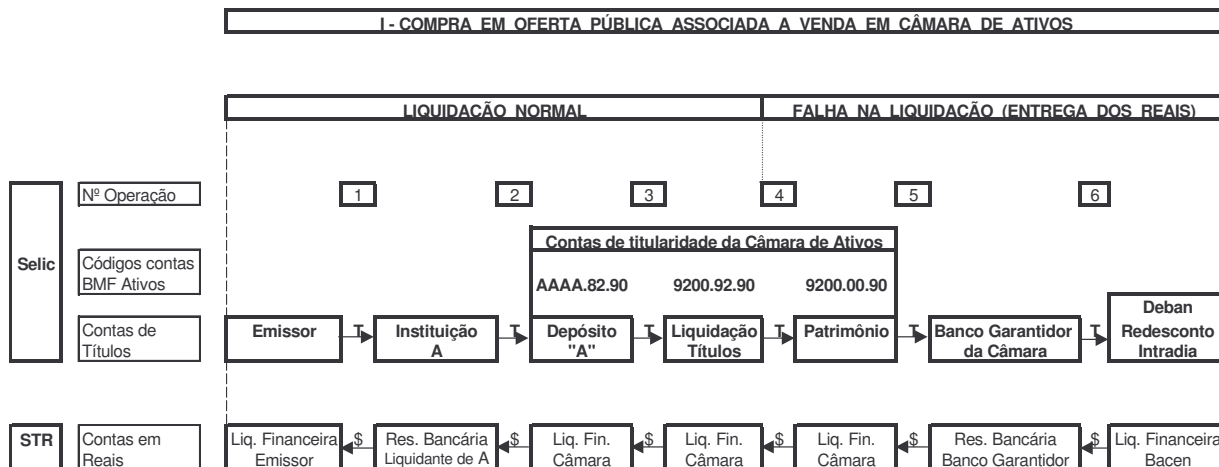 I - COMPRA EM OFERTA PÚBLICA ASSOCIADA A VENDA EM CÂMARA DE ATIVOS
LIQUIDAÇÃO NORMAL
FALHA NA LIQUIDAÇÃO (ENTREGA DOS REAIS)
Selic
Nº Operação
1
2
3
4
5
6
Contas de titularidade da Câmara de Ativos
Códigos contas
BMF Ativos
AAAA.82.90
9200.92.90
9200.00.90
Contas de
Títulos
Emissor
T
Instituição
A
T
Depósito
"A"
T
Liquidação
Títulos
T
Patrimônio
T
Banco Garantidor
da Câmara
T
Deban
Redesconto
Intradia
STR
Contas em
Reais
Liq. Financeira
Emissor
$
Res. Bancária
Liquidante de A
$
Liq. Fin.
Câmara
$
Liq. Fin.
Câmara
$
Liq. Fin.
Câmara
$
Res. Bancária
Banco Garantidor
$
Liq. Financeira
Bacen